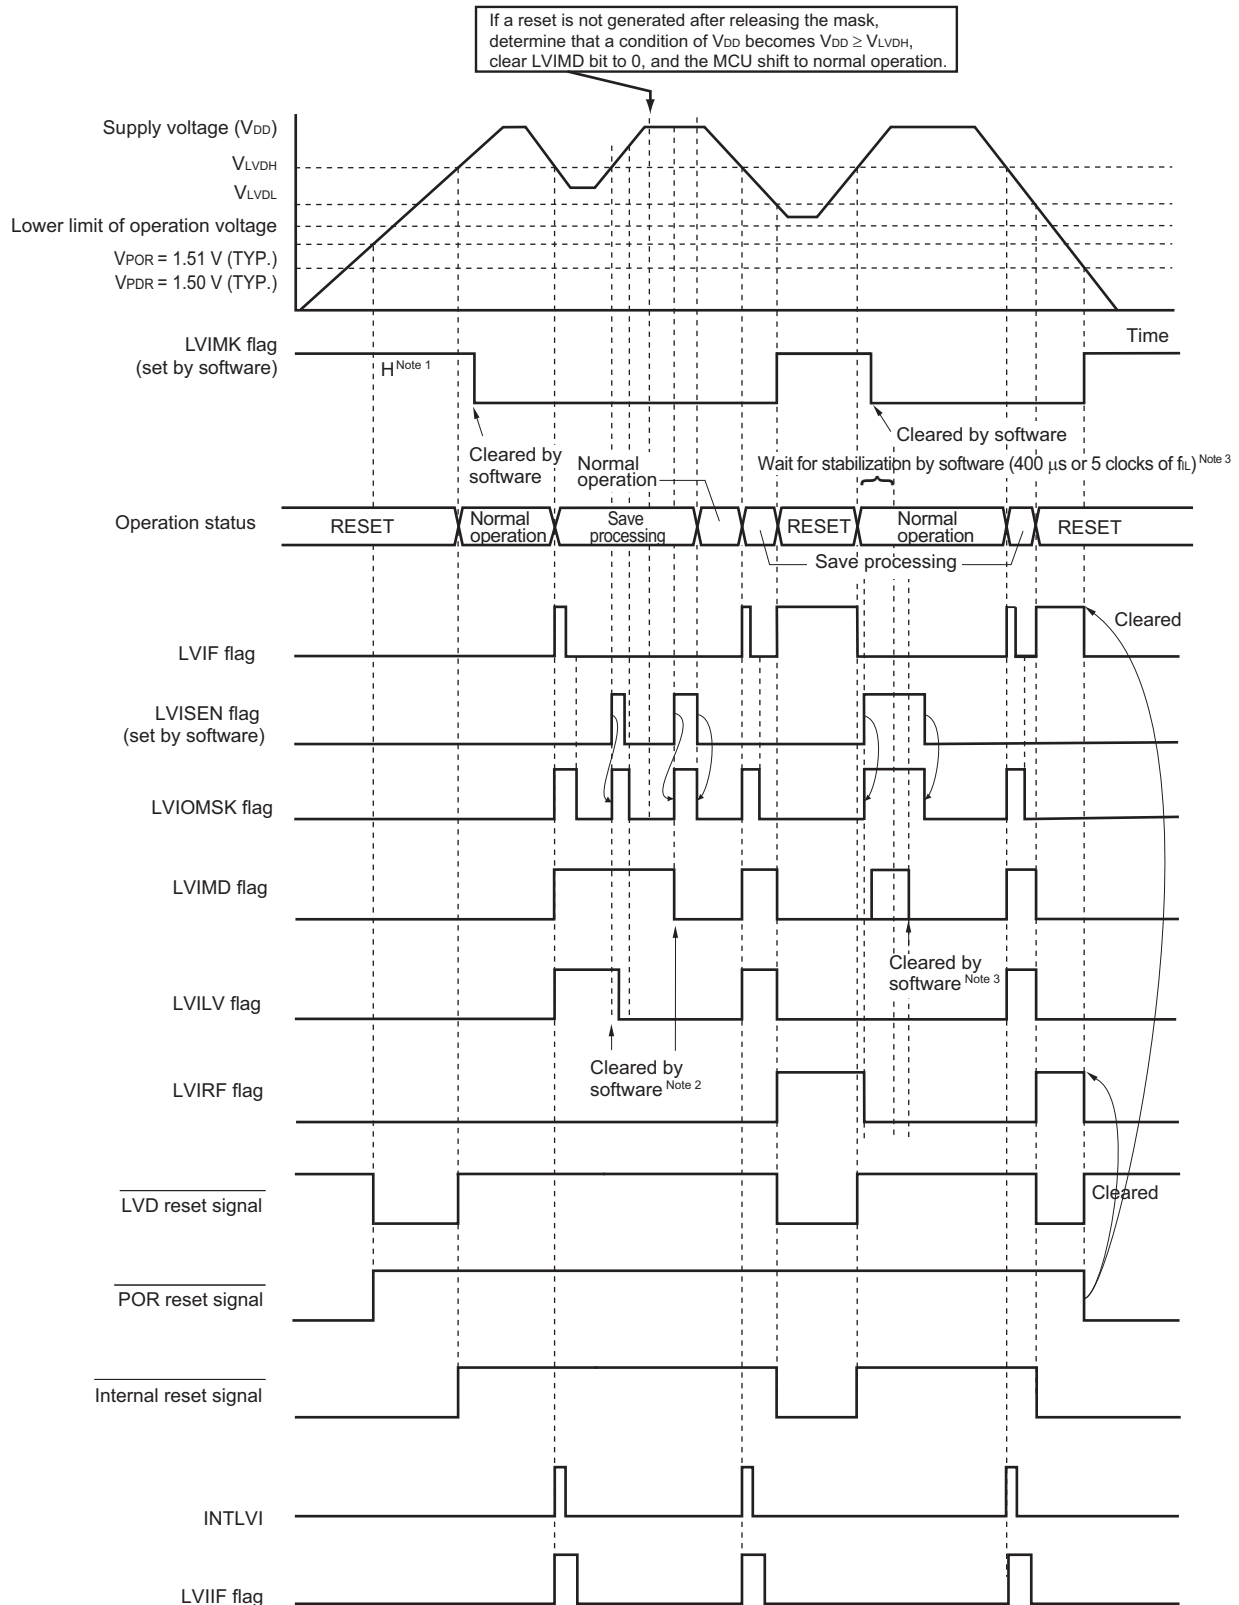 If a reset is not generated after releasing the mask,
determine that a condition of VDD becomes VDD ≥ VLVDH,
clear LVIMD bit to 0, and the MCU shift to normal operation.
Supply voltage (VDD)
VLVDH
VLVDL
Lower limit of operation voltage
VPOR = 1.51 V (TYP.)
VPDR = 1.50 V (TYP.)
Time
LVIMK flag
(set by software)
H Note 1
Cleared by
software
Cleared by software
Normal
operation
Wait for stabilization by software (400 μs or 5 clocks of fIL) Note 3
Operation status
RESET
Normal
operation
Save
processing
RESET
Normal
operation
RESET
Save processing
LVIF flag
Cleared
LVISEN flag
(set by software)
LVIOMSK flag
LVIMD flag
Cleared by
software Note 3
LVILV flag
Cleared by
software Note 2
LVIRF flag
LVD reset signal
Cleared
POR reset signal
Internal reset signal
INTLVI
LVIIF flag